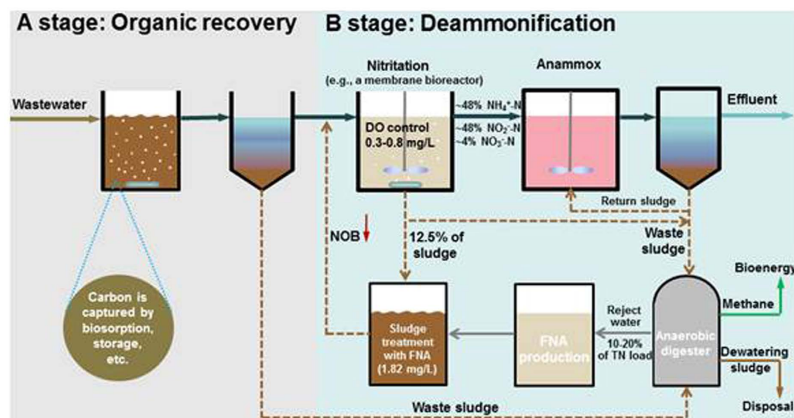 A stage: Organic recovery
B stage: Deammonification
Nitritation
(e.g., a membrane bioreactor)
Anammox
Wastewater
Effluent
DO control
0.3-0.8 mg/L
~48% NH₄⁺-N
~48% NO₂⁻-N
~4% NO₃⁻-N
Return sludge
NOB
12.5% of
sludge
Waste
sludge
Bioenergy
Carbon is
captured by
biosorption,
storage,
etc.
Sludge
treatment
with FNA
(1.82 mg/L)
FNA
production
Reject
water
10-20%
of TN load
Anaerobic
digester
Methane
Dewatering
sludge
Waste sludge
Disposal